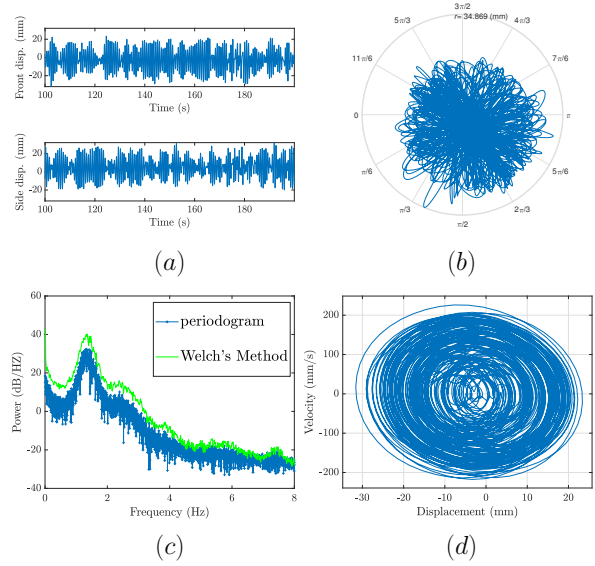 Front disp. (mm)
20
0
-20
100
120
140
160
180
Time (s)
Side disp. (mm)
20
0
-20
100
120
140
160
180
Time (s)
(a)
3π/2
r= 34.869 (mm)
5π/3
4π/3
11π/6
7π/6
0
π
π/6
5π/6
π/3
2π/3
π/2
(b)
60
40
20
0
-20
-40
Power (dB/HZ)
periodogram
Welch's Method
0
2
4
6
8
Frequency (Hz)
(c)
200
100
0
-100
-200
Velocity (mm/s)
-30
-20
-10
0
10
20
Displacement (mm)
(d)